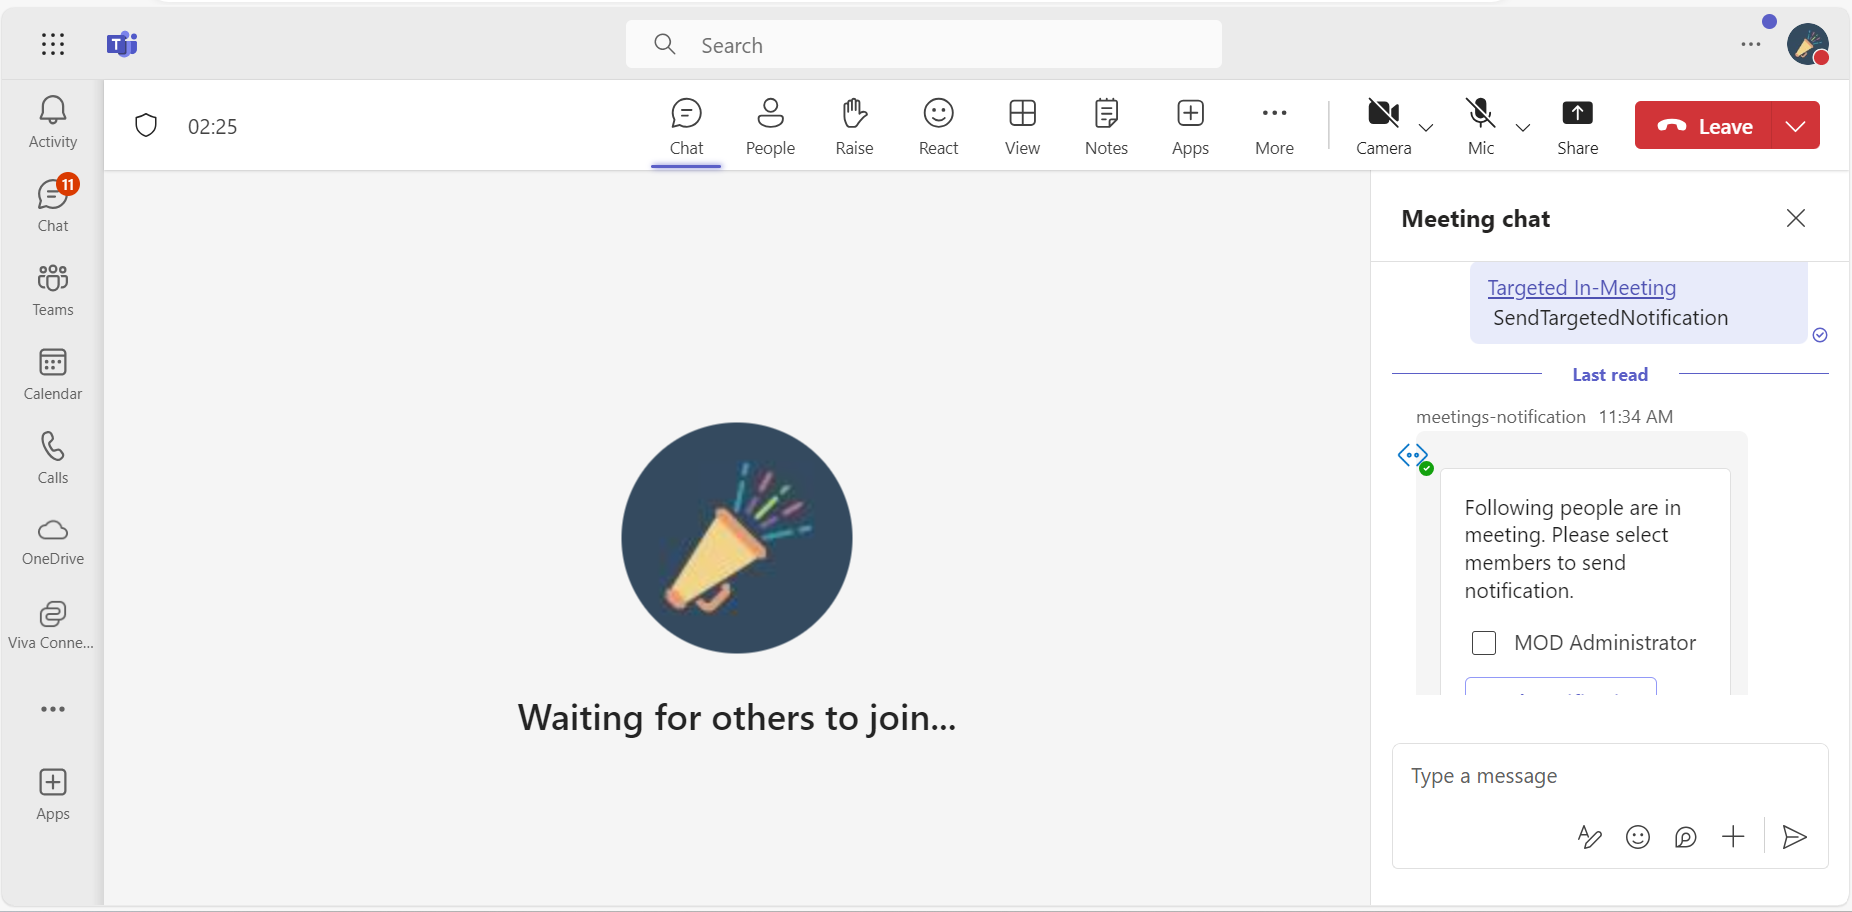 Search
Activity
11
Chat
Teams
Calendar
Calls
OneDrive
Viva Conne...
Apps
02:25
Chat
People
Raise
React
View
Notes
Apps
More
Camera
Mic
Share
Leave
Waiting for others to join...
Meeting chat
Targeted In-Meeting
SendTargetedNotification
Last read
meetings-notification 11:34 AM
Following people are in
meeting. Please select
members to send
notification.
MOD Administrator
Type a message